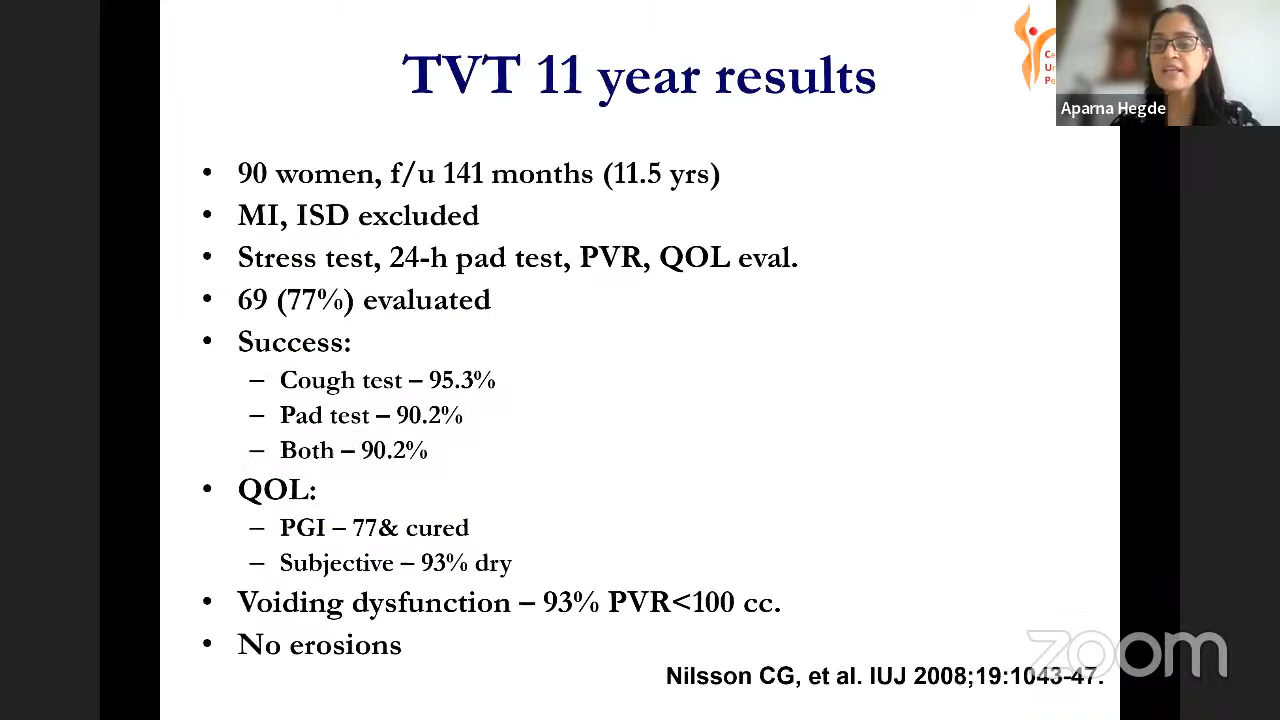 TVT 11 year results
Ce
Ur
Pe
Aparna Hegde
• 90 women, f/u 141 months (11.5 yrs)
• MI, ISD excluded
• Stress test, 24-h pad test, PVR, QOL eval.
• 69 (77%) evaluated
• Success:
– Cough test – 95.3%
– Pad test – 90.2%
– Both – 90.2%
• QOL:
– PGI – 77& cured
– Subjective – 93% dry
• Voiding dysfunction – 93% PVR<100 cc.
• No erosions
zoom
Nilsson CG, et al. IUJ 2008;19:1043-47.